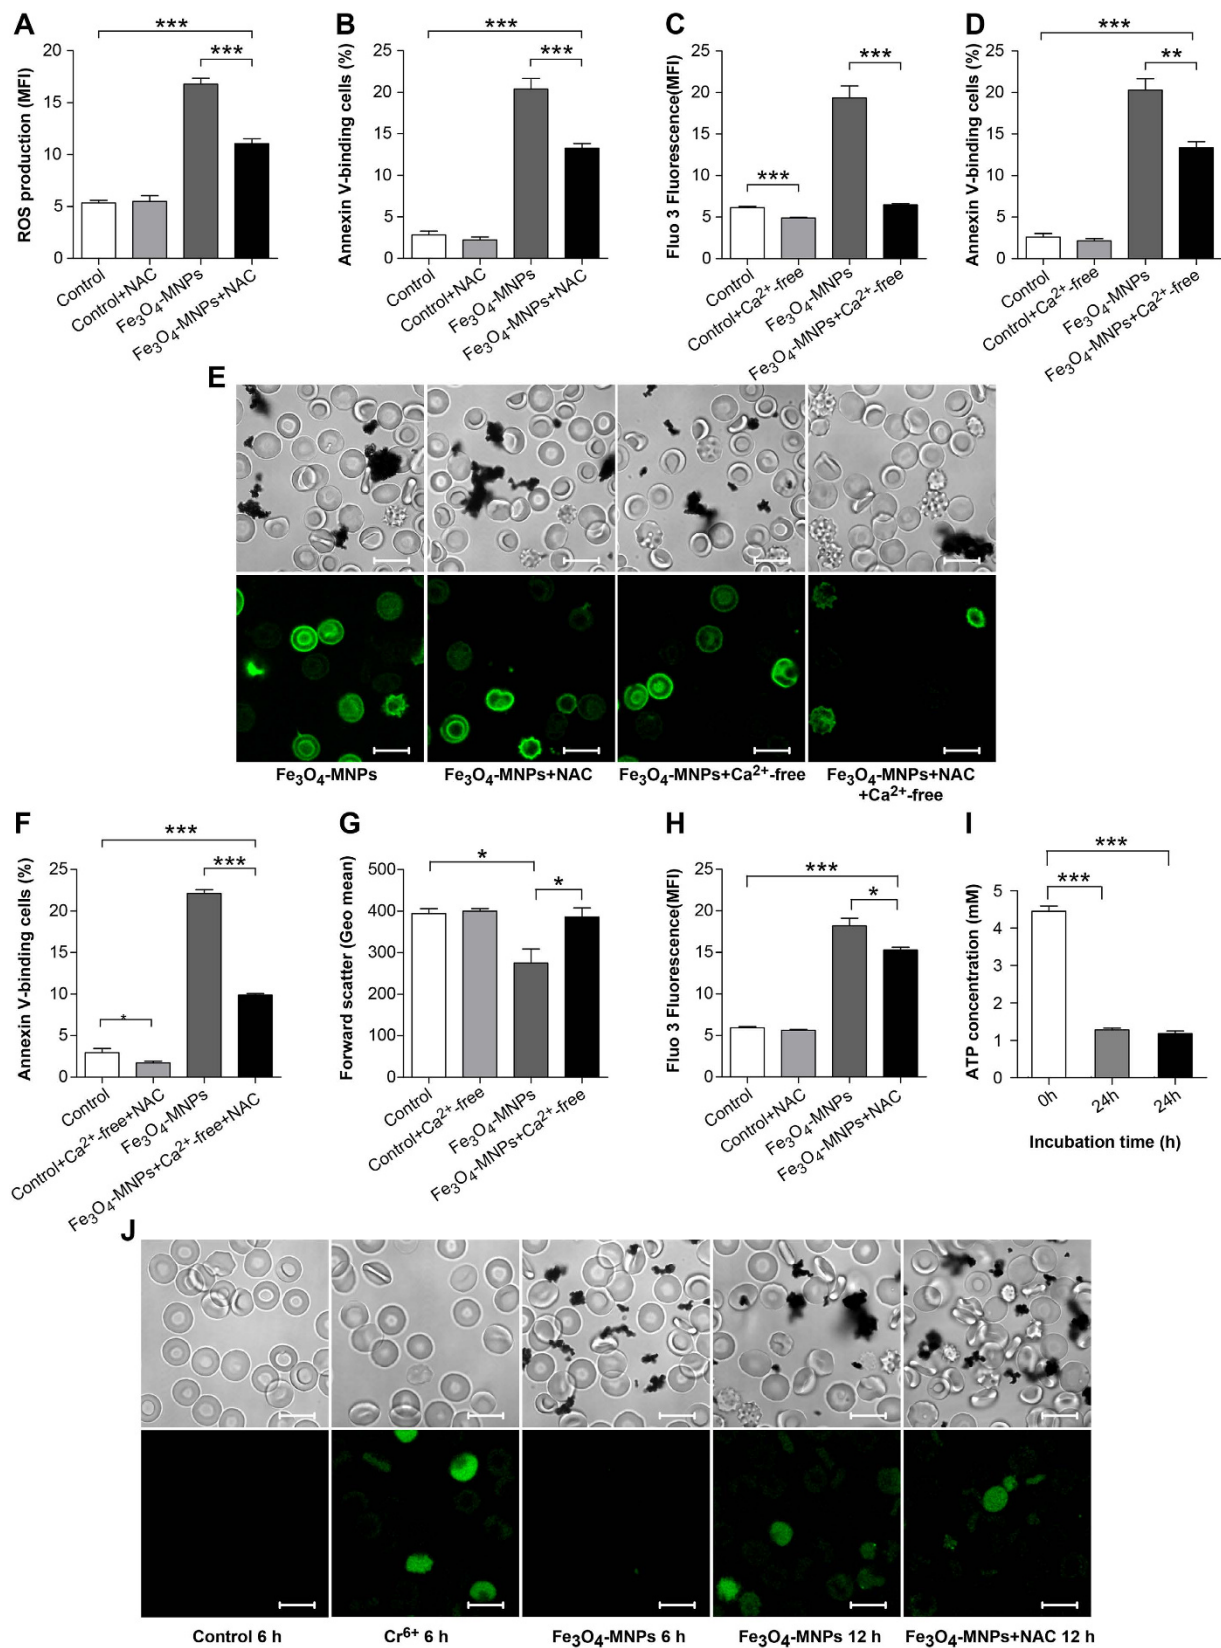 A
***
***
ROS production (MFI)
20
15
10
5
0
Control
Control+NAC
Fe₃O₄-MNPs
Fe₃O₄-MNPs+NAC
B
***
***
Annexin V-binding cells (%)
25
20
15
10
5
0
Control
Control+NAC
Fe₃O₄-MNPs
Fe₃O₄-MNPs+NAC
C
***
***
Fluo 3 Fluorescence(MFI)
25
20
15
10
5
0
Control
Control+Ca²⁺-free
Fe₃O₄-MNPs
Fe₃O₄-MNPs+Ca²⁺-free
D
***
**
Annexin V-binding cells (%)
25
20
15
10
5
0
Control
Control+Ca²⁺-free
Fe₃O₄-MNPs
Fe₃O₄-MNPs+Ca²⁺-free
E
Fe₃O₄-MNPs
Fe₃O₄-MNPs+NAC
Fe₃O₄-MNPs+Ca²⁺-free
Fe₃O₄-MNPs+NAC
+Ca²⁺-free
F
***
***
*
Annexin V-binding cells (%)
25
20
15
10
5
0
Control
Control+Ca²⁺-free+NAC
Fe₃O₄-MNPs
Fe₃O₄-MNPs+Ca²⁺-free+NAC
G
*
*
Forward scatter (Geo mean)
500
400
300
200
100
0
Control
Control+Ca²⁺-free
Fe₃O₄-MNPs
Fe₃O₄-MNPs+Ca²⁺-free
H
***
*
Fluo 3 Fluorescence(MFI)
25
20
15
10
5
0
Control
Control+NAC
Fe₃O₄-MNPs
Fe₃O₄-MNPs+NAC
I
***
***
ATP concentration (mM)
5
4
3
2
1
0
0h
24h
24h
Incubation time (h)
J
Control 6 h
Cr⁶⁺ 6 h
Fe₃O₄-MNPs 6 h
Fe₃O₄-MNPs 12 h
Fe₃O₄-MNPs+NAC 12 h